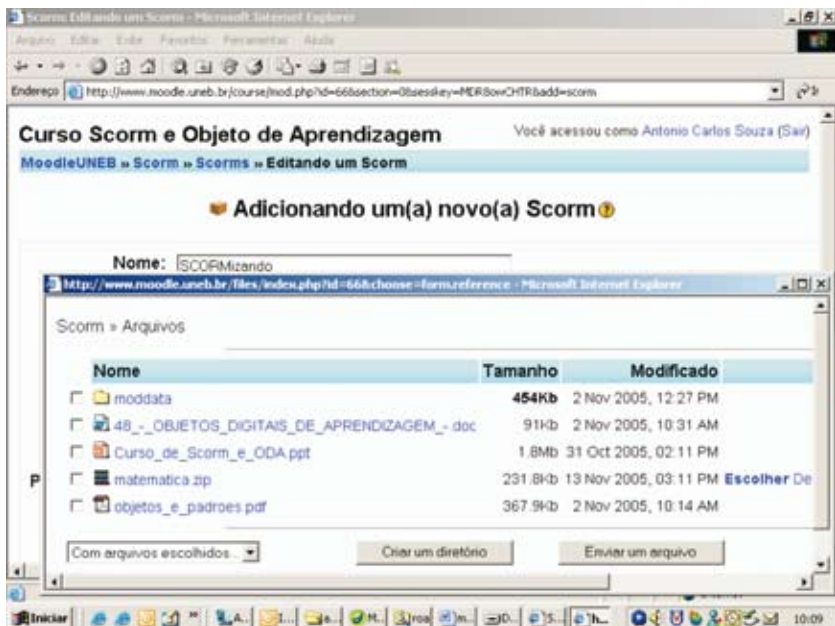 Scorm: Editando um Scorm - Microsoft Internet Explorer
Arquivo Editar Exibir Favoritos Ferramentas Ajuda
Endereço http://www.moodle.uneb.br/course/mod.php?id=66&section=0&sesskey=MDR8owCHTR&add=scorm
Curso Scorm e Objeto de Aprendizagem
Você acessou como Antonio Carlos Souza (Sair)
MoodleUNEB » Scorm » Scorms » Editando um Scorm
Adicionando um(a) novo(a) Scorm
Nome: SCORMizando
http://www.moodle.uneb.br/files/index.php?id=66&choose=form.reference - Microsoft Internet Explorer
Scorm » Arquivos
Nome Tamanho Modificado
moddata 454Kb 2 Nov 2005, 12:27 PM
48_-_OBJETOS_DIGITAIS_DE_APRENDIZAGEM_-.doc 91Kb 2 Nov 2005, 10:31 AM
Curso_de_Scorm_e_ODA.ppt 1.8Mb 31 Oct 2005, 02:11 PM
P
matematica.zip 231.8Kb 13 Nov 2005, 03:11 PM Escolher De
objetos_e_padroes.pdf 367.9Kb 2 Nov 2005, 10:14 AM
Com arquivos escolhidos... Criar um diretório Enviar um arquivo
Iniciar 10:09